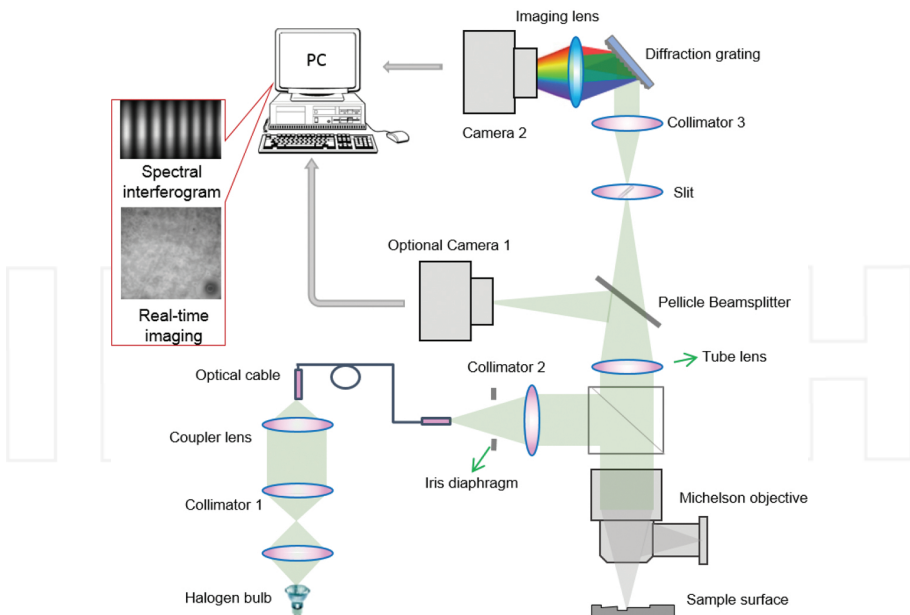 Imaging lens
Diffraction grating
PC
Camera 2
Collimator 3
Spectral
interferogram
Slit
Optional Camera 1
Pellicle Beamsplitter
Real-time
imaging
Tube lens
Optical cable
Collimator 2
Coupler lens
Iris diaphragm
Michelson objective
Collimator 1
Halogen bulb
Sample surface